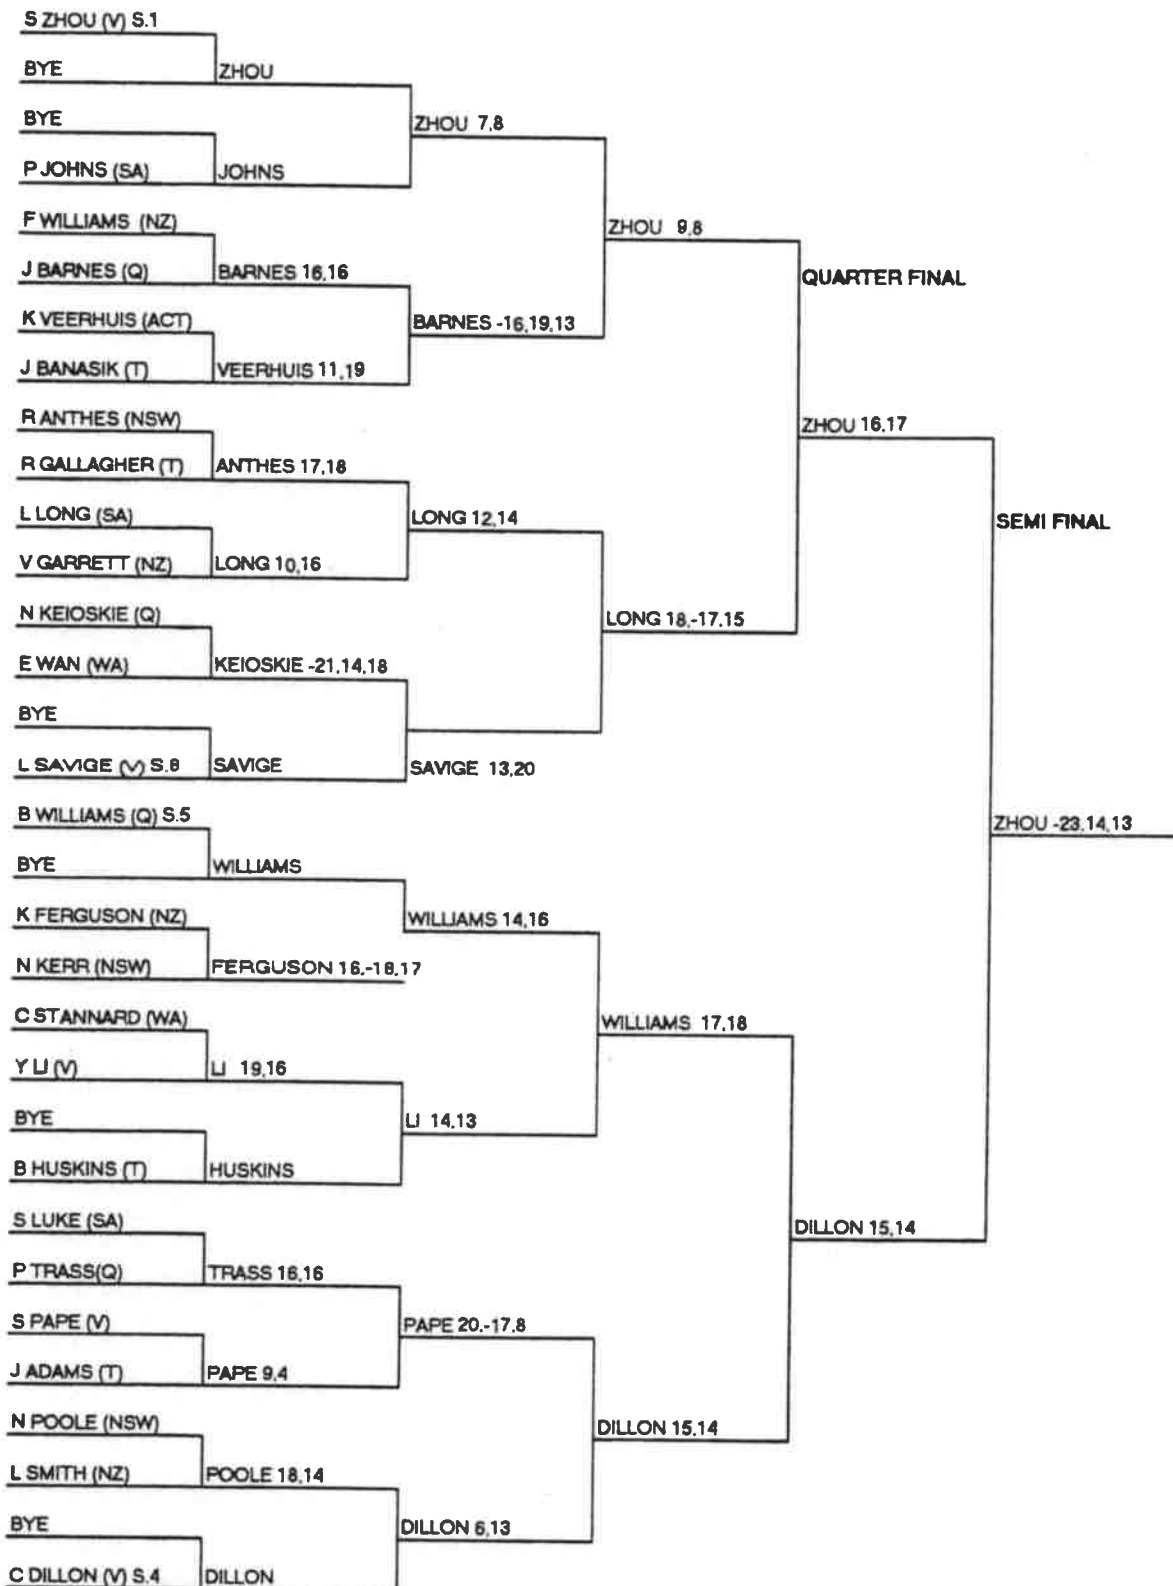 S ZHOU (V) S.1
BYE
ZHOU
BYE
ZHOU 7,8
P JOHNS (SA)
JOHNS
F WILLIAMS (NZ)
ZHOU 9,8
J BARNES (Q)
BARNES 16,16
QUARTER FINAL
K VEERHUIS (ACT)
BARNES -16,19,13
J BANASIK (T)
VEERHUIS 11,19
R ANTHES (NSW)
ZHOU 16,17
R GALLAGHER (T)
ANTHES 17,18
L LONG (SA)
LONG 12,14
SEMI FINAL
V GARRETT (NZ)
LONG 10,16
N KEIOSKIE (Q)
LONG 18,-17,15
E WAN (WA)
KEIOSKIE -21,14,18
BYE
L SAVIGE (V) S.8
SAVIGE
SAVIGE 13,20
B WILLIAMS (Q) S.5
ZHOU -23,14,13
BYE
WILLIAMS
K FERGUSON (NZ)
WILLIAMS 14,16
N KERR (NSW)
FERGUSON 16,-18,17
C STANNARD (WA)
WILLIAMS 17,18
Y LI (V)
LI 19,16
BYE
LI 14,13
B HUSKINS (T)
HUSKINS
S LUKE (SA)
DILLON 15,14
P TRASS(Q)
TRASS 16,16
S PAPE (V)
PAPE 20,-17,8
J ADAMS (T)
PAPE 9,4
N POOLE (NSW)
DILLON 15,14
L SMITH (NZ)
POOLE 18,14
BYE
DILLON 6,13
C DILLON (V) S.4
DILLON